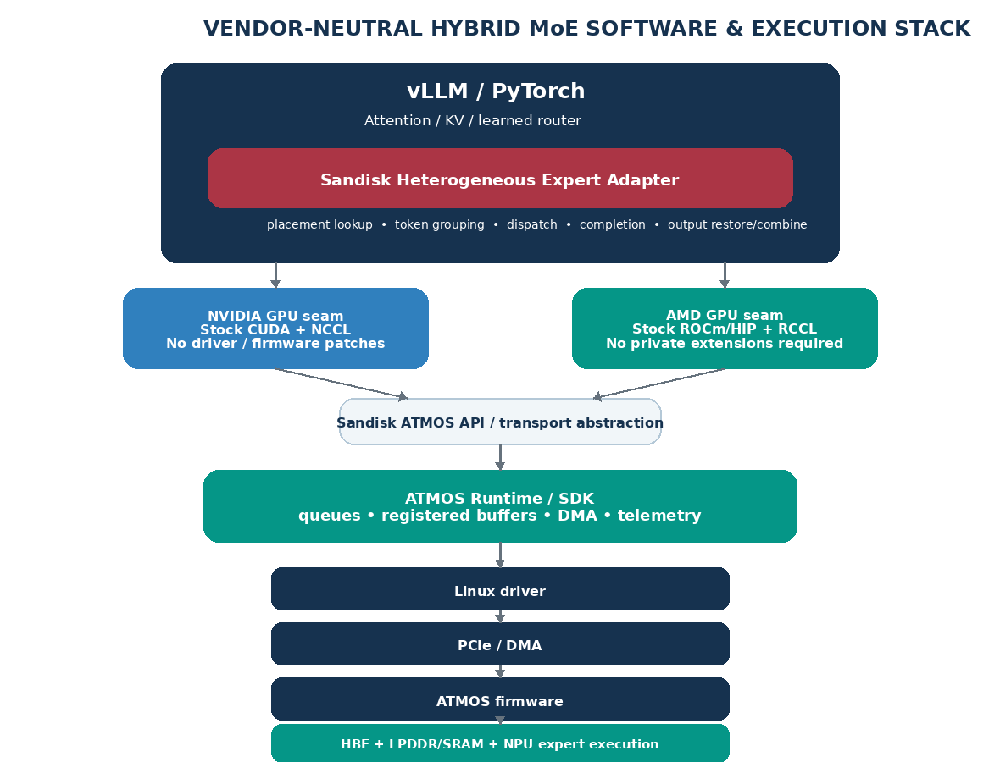 VENDOR-NEUTRAL HYBRID MoE SOFTWARE & EXECUTION STACK
vLLM / PyTorch
Attention / KV / learned router
Sandisk Heterogeneous Expert Adapter
placement lookup • token grouping • dispatch • completion • output restore/combine
NVIDIA GPU seam
Stock CUDA + NCCL
No driver / firmware patches
AMD GPU seam
Stock ROCm/HIP + RCCL
No private extensions required
Sandisk ATMOS API / transport abstraction
ATMOS Runtime / SDK
queues • registered buffers • DMA • telemetry
Linux driver
PCIe / DMA
ATMOS firmware
HBF + LPDDR/SRAM + NPU expert execution